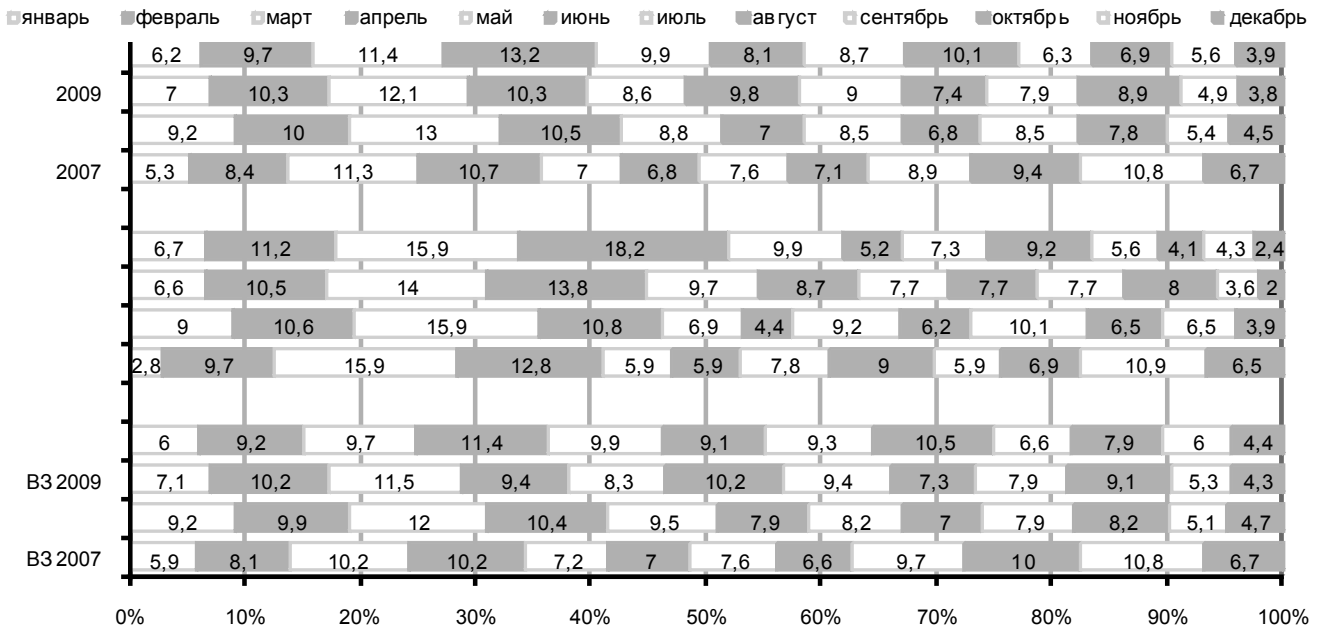 январь февраль март апрель май июнь июль август сентябрь октябрь ноябрь декабрь
6,2 9,7 11,4 13,2 9,9 8,1 8,7 10,1 6,3 6,9 5,6 3,9
2009 7 10,3 12,1 10,3 8,6 9,8 9 7,4 7,9 8,9 4,9 3,8
9,2 10 13 10,5 8,8 7 8,5 6,8 8,5 7,8 5,4 4,5
2007 5,3 8,4 11,3 10,7 7 6,8 7,6 7,1 8,9 9,4 10,8 6,7
6,7 11,2 15,9 18,2 9,9 5,2 7,3 9,2 5,6 4,1 4,3 2,4
6,6 10,5 14 13,8 9,7 8,7 7,7 7,7 7,7 8 3,6 2
9 10,6 15,9 10,8 6,9 4,4 9,2 6,2 10,1 6,5 6,5 3,9
2,8 9,7 15,9 12,8 5,9 5,9 7,8 9 5,9 6,9 10,9 6,5
6 9,2 9,7 11,4 9,9 9,1 9,3 10,5 6,6 7,9 6 4,4
ВЗ 2009 7,1 10,2 11,5 9,4 8,3 10,2 9,4 7,3 7,9 9,1 5,3 4,3
9,2 9,9 12 10,4 9,5 7,9 8,2 7 7,9 8,2 5,1 4,7
ВЗ 2007 5,9 8,1 10,2 10,2 7,2 7 7,6 6,6 9,7 10 10,8 6,7
0% 10% 20% 30% 40% 50% 60% 70% 80% 90% 100%